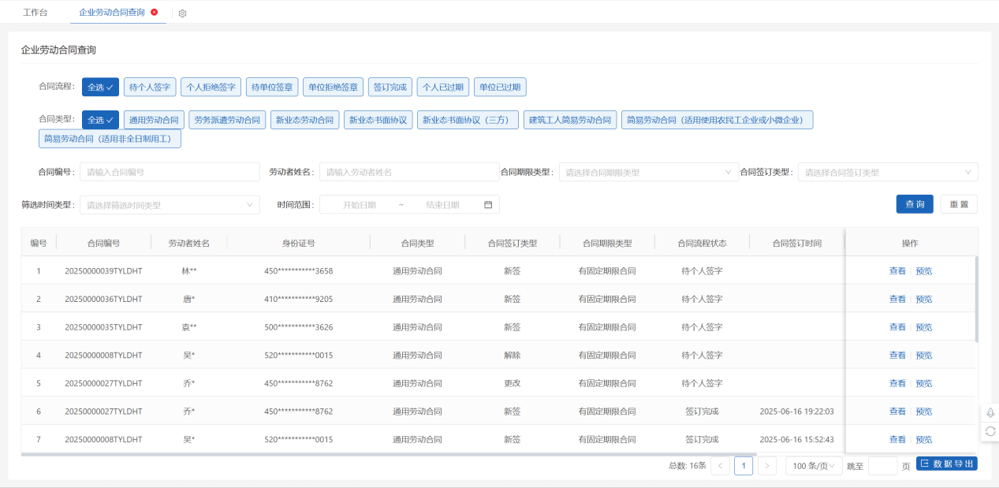 工作台 企业劳动合同查询
企业劳动合同查询
合同流程: 全选 待个人签字 个人拒绝签字 待单位签章 单位拒绝签章 签订完成 个人已过期 单位已过期
合同类型: 全选 通用劳动合同 劳务派遣劳动合同 新业态劳动合同 新业态书面协议 新业态书面协议（三方） 建筑工人简易劳动合同 简易劳动合同（适用使用农民工企业或小微企业）
简易劳动合同（适用非全日制用工）
合同编号: 请输入合同编号 劳动者姓名: 请输入劳动者姓名 合同期限类型: 请选择合同期限类型 合同签订类型: 请选择合同签订类型
筛选时间类型: 请选择筛选时间类型 时间范围: 开始日期 ~ 结束日期 查询 重置
编号 合同编号 劳动者姓名 身份证号 合同类型 合同签订类型 合同期限类型 合同流程状态 合同签订时间 操作
1 20250000039TYLDHT 林** 450***********3658 通用劳动合同 新签 有固定期限合同 待个人签字 查看 预览
2 20250000036TYLDHT 唐* 410***********9205 通用劳动合同 新签 有固定期限合同 待个人签字 查看 预览
3 20250000035TYLDHT 袁** 500***********3626 通用劳动合同 新签 有固定期限合同 待个人签字 查看 预览
4 20250000008TYLDHT 吴* 520***********0015 通用劳动合同 解除 有固定期限合同 待个人签字 查看 预览
5 20250000027TYLDHT 乔* 450***********8762 通用劳动合同 更改 有固定期限合同 待个人签字 查看 预览
6 20250000027TYLDHT 乔* 450***********8762 通用劳动合同 新签 有固定期限合同 签订完成 2025-06-16 19:22:03 查看 预览
7 20250000008TYLDHT 吴* 520***********0015 通用劳动合同 新签 有固定期限合同 签订完成 2025-06-16 15:52:43 查看 预览
总数: 16条 < 1 > 100 条/页 跳至 页 数据导出